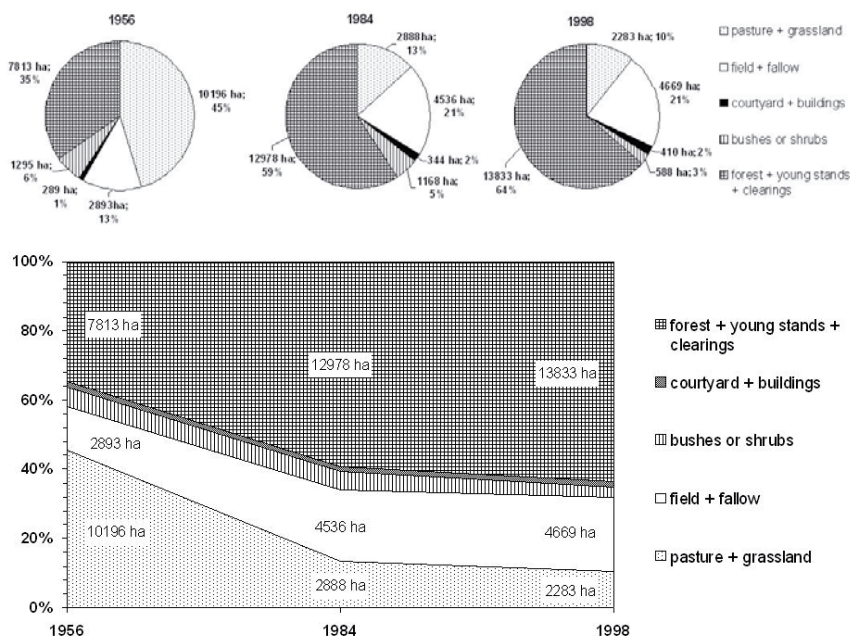 1956
7813 ha;
35%
10196 ha;
45%
1295 ha;
6%
289 ha;
1%
2893 ha;
13%
1984
2888 ha;
13%
4536 ha;
21%
344 ha; 2%
1168 ha;
5%
12978 ha;
59%
1998
2283 ha; 10%
4669 ha;
21%
410 ha; 2%
588 ha; 3%
13833 ha;
64%
pasture + grassland
field + fallow
courtyard + buildings
bushes or shrubs
forest + young stands
+ clearings
100%
80%
60%
40%
20%
0%
7813 ha
12978 ha
13833 ha
2893 ha
4536 ha
4669 ha
10196 ha
2888 ha
2283 ha
1956
1984
1998
forest + young stands +
clearings
courtyard + buildings
bushes or shrubs
field + fallow
pasture + grassland